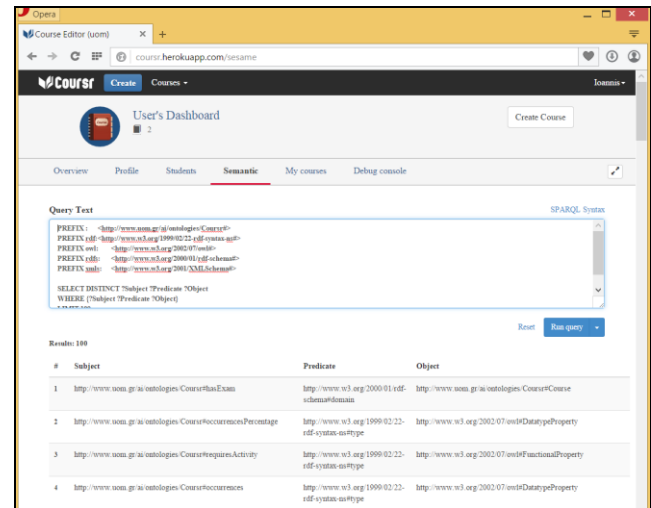 Opera
Course Editor (uom)
coursr.herokuapp.com/sesame
Coursr Create Courses Ioannis
User's Dashboard
2
Create Course
Overview Profile Students Semantic My courses Debug console
Query Text SPARQL Syntax
PREFIX : <http://www.uom.gr/ai/ontologies/Coursr#>
PREFIX rdf:<http://www.w3.org/1999/02/22-rdf-syntax-ns#>
PREFIX owl: <http://www.w3.org/2002/07/owl#>
PREFIX rdfs: <http://www.w3.org/2000/01/rdf-schema#>
PREFIX xmls: <http://www.w3.org/2001/XMLSchema#>
SELECT DISTINCT ?Subject ?Predicate ?Object
WHERE {?Subject ?Predicate ?Object}
LIMIT 100
Reset Run query
Results: 100
# Subject Predicate Object
1 http://www.uom.gr/ai/ontologies/Coursr#hasExam http://www.w3.org/2000/01/rdf- http://www.uom.gr/ai/ontologies/Coursr#Course
schema#domain
2 http://www.uom.gr/ai/ontologies/Coursr#occurrencesPercentage http://www.w3.org/1999/02/22- http://www.w3.org/2002/07/owl#DatatypeProperty
rdf-syntax-ns#type
3 http://www.uom.gr/ai/ontologies/Coursr#requiresActivity http://www.w3.org/1999/02/22- http://www.w3.org/2002/07/owl#FunctionalProperty
rdf-syntax-ns#type
4 http://www.uom.gr/ai/ontologies/Coursr#occurrences http://www.w3.org/1999/02/22- http://www.w3.org/2002/07/owl#DatatypeProperty
rdf-syntax-ns#type